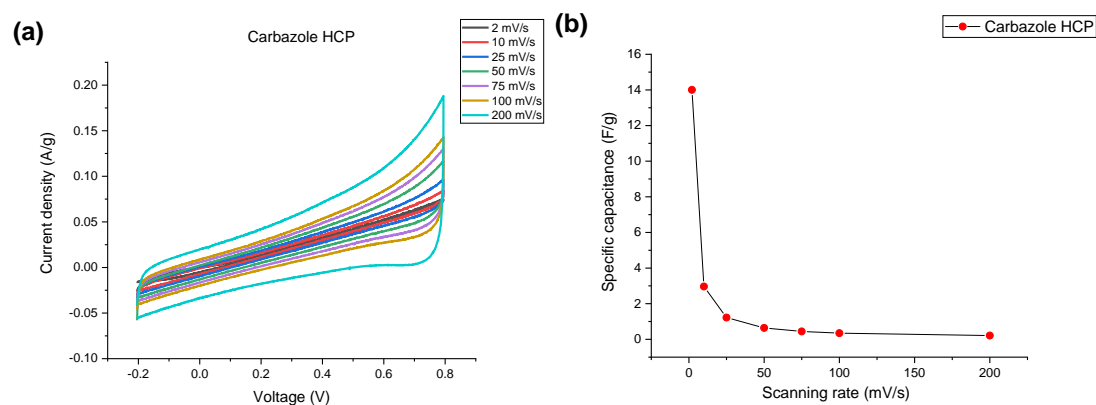 (a)
Carbazole HCP
2 mV/s
10 mV/s
25 mV/s
50 mV/s
75 mV/s
100 mV/s
200 mV/s
0.20
0.15
0.10
0.05
0.00
-0.05
-0.10
Current density (A/g)
-0.2
0.0
0.2
0.4
0.6
0.8
Voltage (V)
(b)
Carbazole HCP
16
14
12
10
8
6
4
2
0
Specific capacitance (F/g)
0
50
100
150
200
Scanning rate (mV/s)